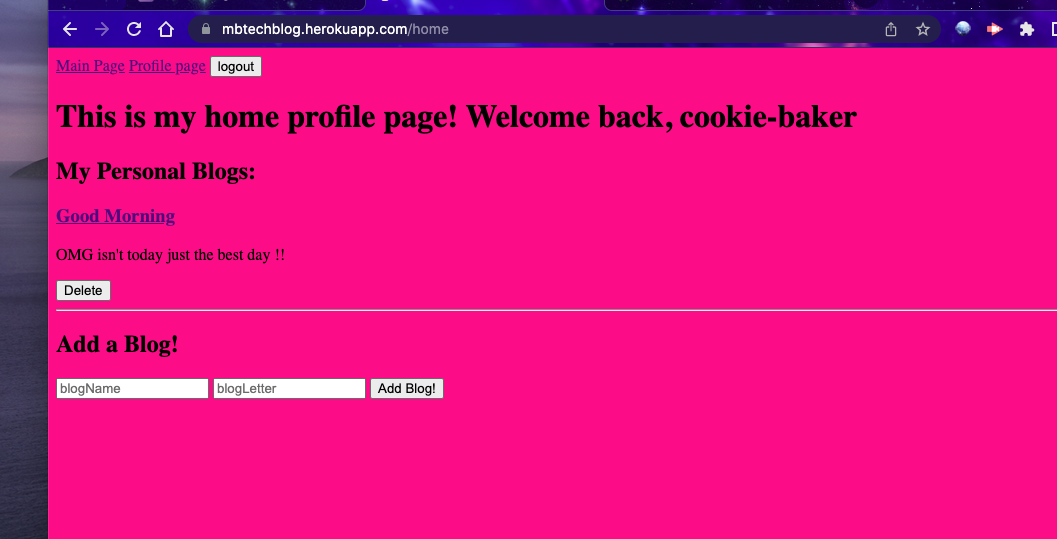 mbtechblog.herokuapp.com/home
Main Page Profile page logout
This is my home profile page! Welcome back, cookie-baker
My Personal Blogs:
Good Morning
OMG isn't today just the best day !!
Delete
Add a Blog!
blogName blogLetter Add Blog!